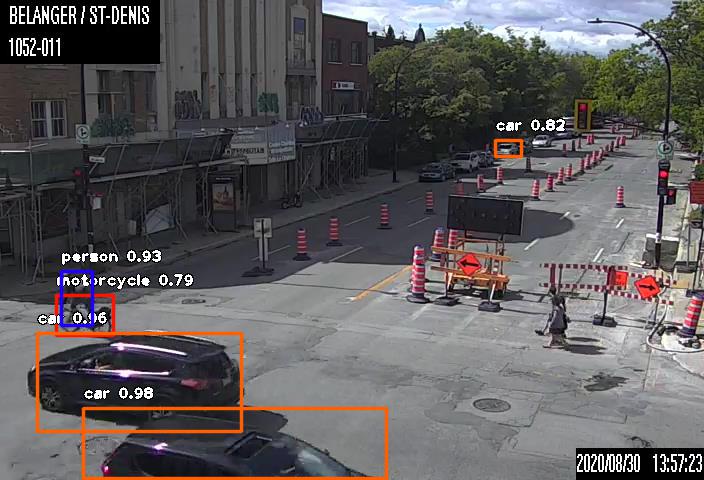 BELANGER / ST-DENIS
1052-011
car 0.82
person 0.93
motorcycle 0.79
car 0.96
car 0.98
2020/08/30 13:57:23